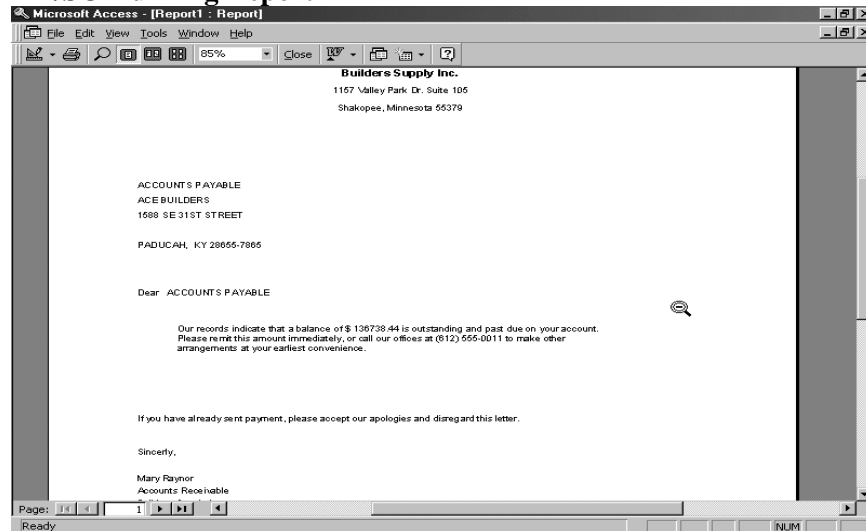 Microsoft Access - [Report1 : Report]
File Edit View Tools Window Help
85% Close
Builders Supply Inc.
1157 Valley Park Dr. Suite 105
Shakopee, Minnesota 55379
ACCOUNTS PAYABLE
ACE BUILDERS
1588 SE 31ST STREET
PADUCAH, KY 28655-7865
Dear ACCOUNTS PAYABLE
Our records indicate that a balance of $ 136738.44 is outstanding and past due on your account.
Please remit this amount immediately, or call our offices at (612) 555-0011 to make other
arrangements at your earliest convenience.
If you have already sent payment, please accept our apologies and disregard this letter.
Sincerly,
Mary Raynor
Accounts Receivable
Page: 1
Ready NUM